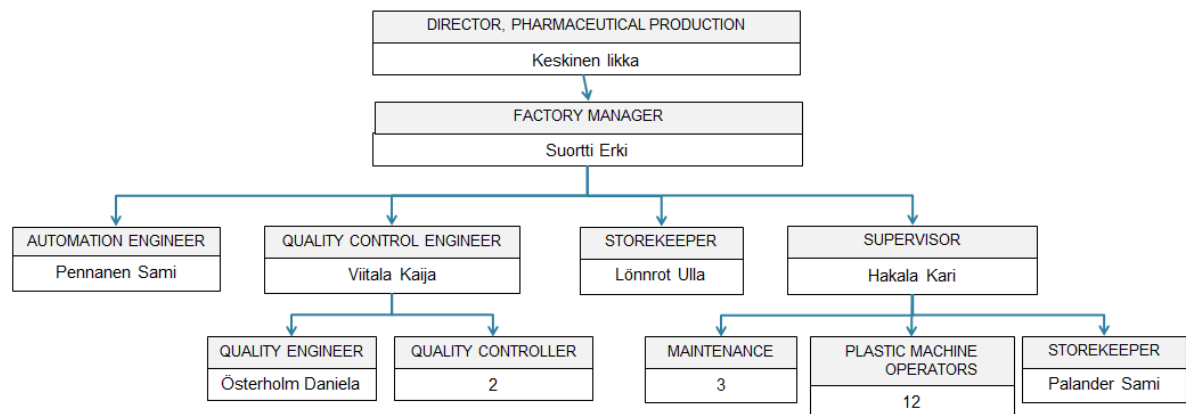 DIRECTOR, PHARMACEUTICAL PRODUCTION
Keskinen Iikka
FACTORY MANAGER
Suortti Erki
AUTOMATION ENGINEER
Pennanen Sami
QUALITY CONTROL ENGINEER
Viitala Kaija
STOREKEEPER
Lönnrot Ulla
SUPERVISOR
Hakala Kari
QUALITY ENGINEER
Österholm Daniela
QUALITY CONTROLLER
2
MAINTENANCE
3
PLASTIC MACHINE
OPERATORS
12
STOREKEEPER
Palander Sami